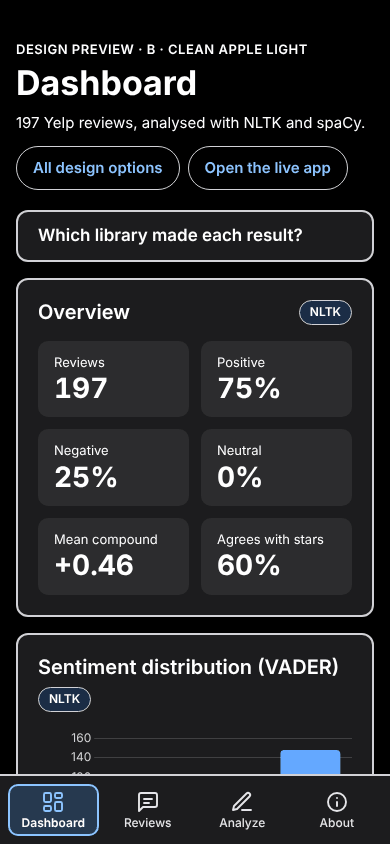 DESIGN PREVIEW · B · CLEAN APPLE LIGHT
Dashboard
197 Yelp reviews, analysed with NLTK and spaCy.
All design options
Open the live app
Which library made each result?
Overview
NLTK
Reviews
197
Positive
75%
Negative
25%
Neutral
0%
Mean compound
+0.46
Agrees with stars
60%
Sentiment distribution (VADER)
NLTK
160
140
Dashboard
Reviews
Analyze
About